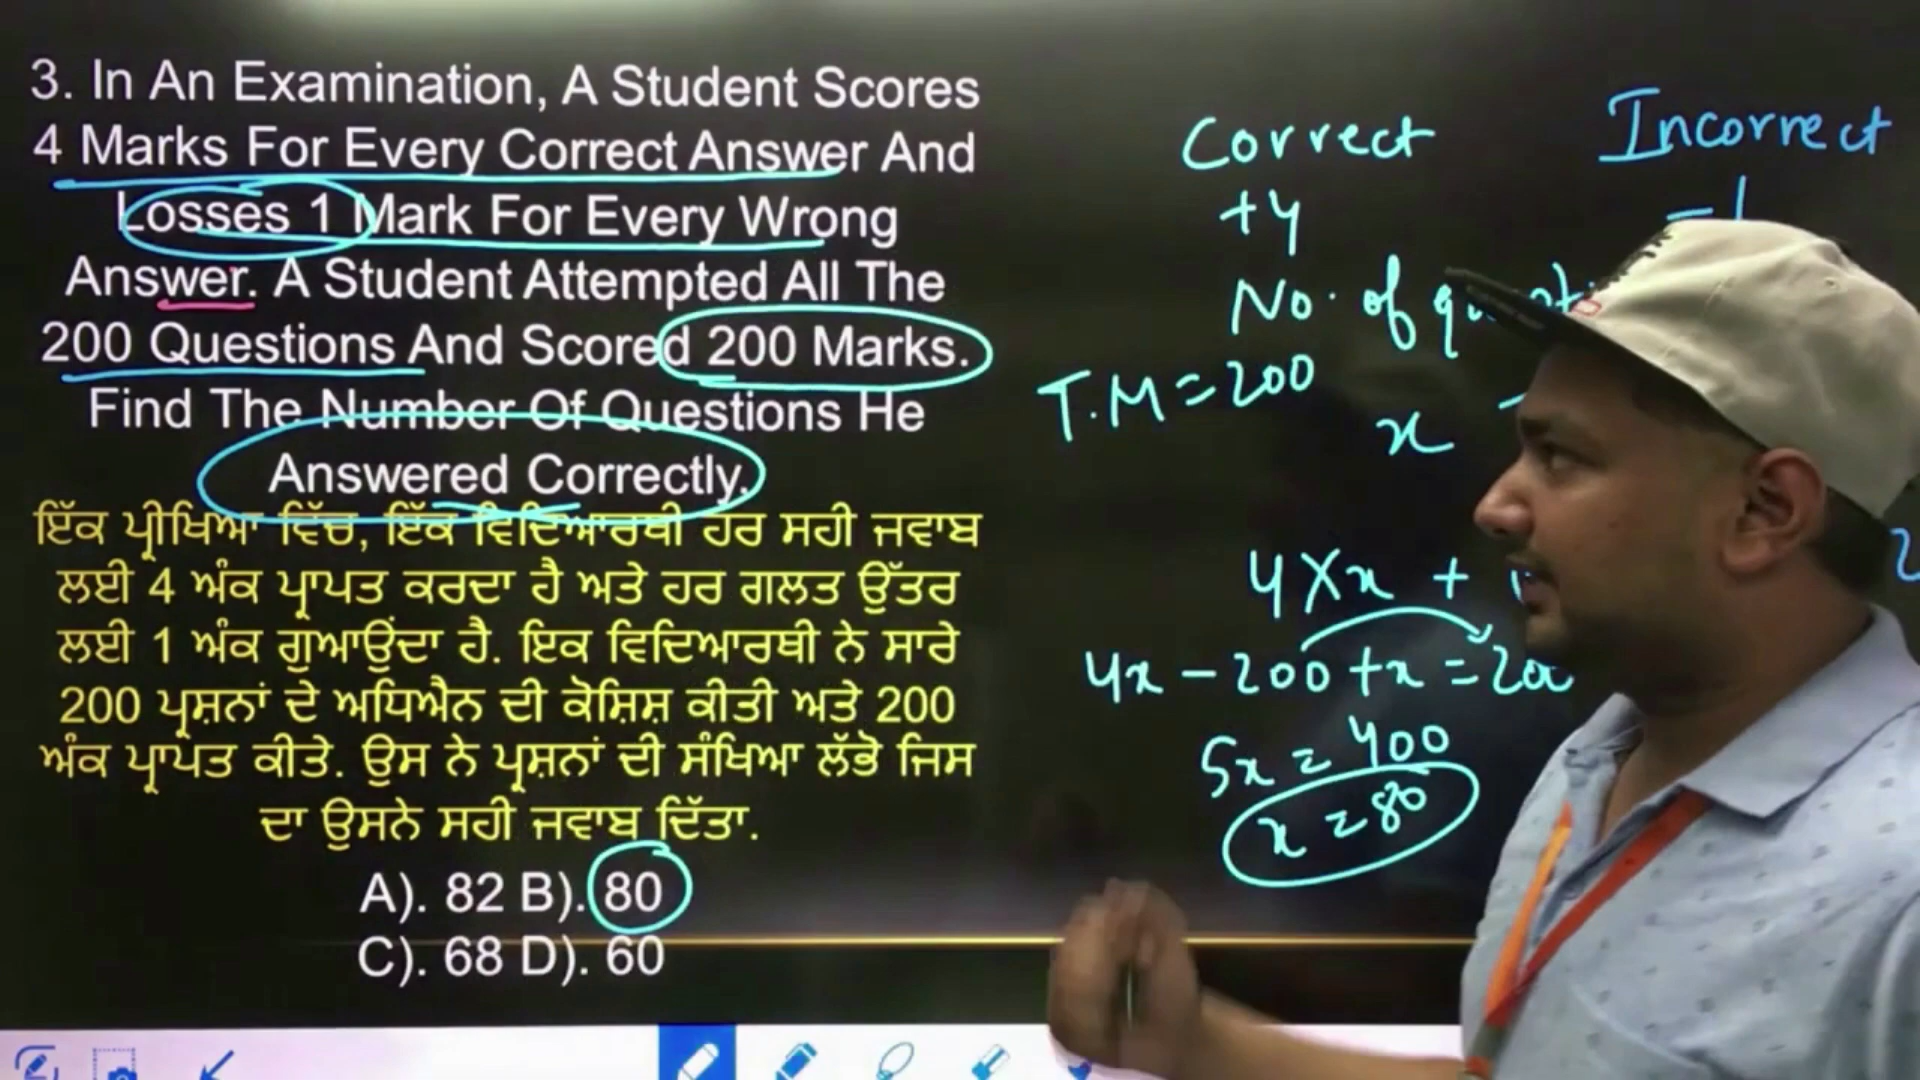 3. In An Examination, A Student Scores
4 Marks For Every Correct Answer And
Losses 1 Mark For Every Wrong
Answer. A Student Attempted All The
200 Questions And Scored 200 Marks.
Find The Number Of Questions He
Answered Correctly.
ਇੱਕ ਪ੍ਰੀਖਿਆ ਵਿੱਚ, ਇੱਕ ਵਿਦਿਆਰਥੀ ਹਰ ਸਹੀ ਜਵਾਬ
ਲਈ 4 ਅੰਕ ਪ੍ਰਾਪਤ ਕਰਦਾ ਹੈ ਅਤੇ ਹਰ ਗਲਤ ਉੱਤਰ
ਲਈ 1 ਅੰਕ ਗੁਆਉਂਦਾ ਹੈ. ਇਕ ਵਿਦਿਆਰਥੀ ਨੇ ਸਾਰੇ
200 ਪ੍ਰਸ਼ਨਾਂ ਦੇ ਅਧਿਐਨ ਦੀ ਕੋਸ਼ਿਸ਼ ਕੀਤੀ ਅਤੇ 200
ਅੰਕ ਪ੍ਰਾਪਤ ਕੀਤੇ. ਉਸ ਨੇ ਪ੍ਰਸ਼ਨਾਂ ਦੀ ਸੰਖਿਆ ਲੱਭੋ ਜਿਸ
ਦਾ ਉਸਨੇ ਸਹੀ ਜਵਾਬ ਦਿੱਤਾ.
A). 82 B). 80
C). 68 D). 60
Correct Incorrect
+4 -1
No. of
T.M = 200
x
4 X x +
4x - 200 + x = 200
5x = 400
x = 80